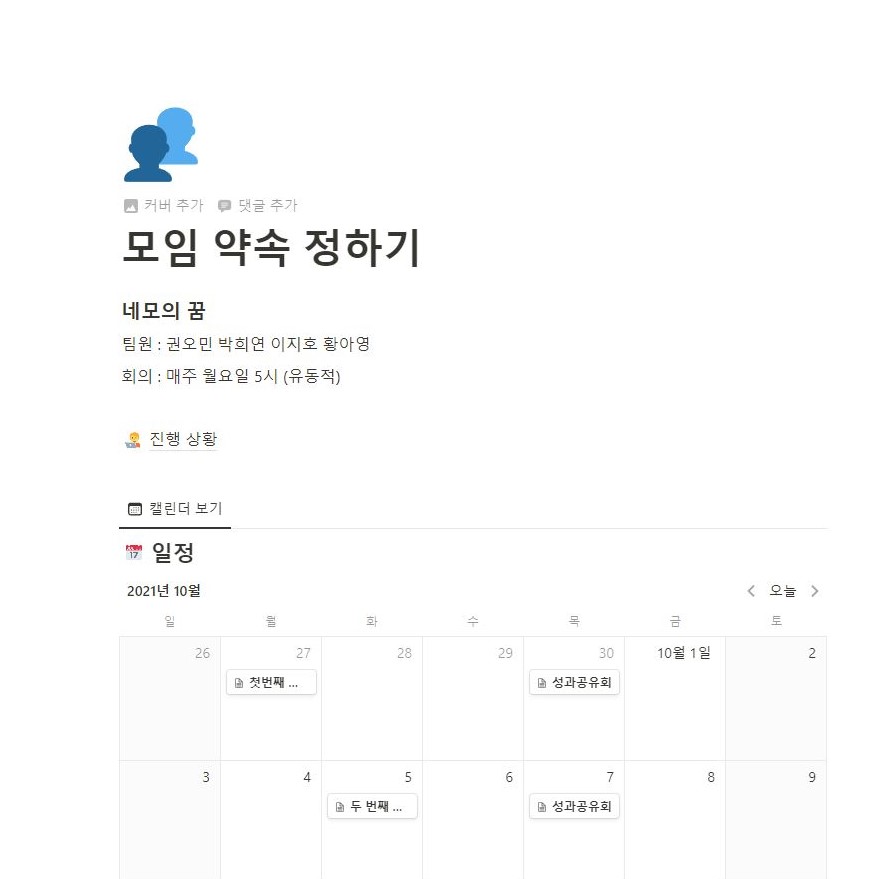 커버 추가 댓글 추가
모임 약속 정하기
네모의 꿈
팀원 : 권오민 박희연 이지호 황아영
회의 : 매주 월요일 5시 (유동적)
진행 상황
캘린더 보기
17 일정
2021년 10월 오늘
일 월 화 수 목 금 토
26 27 28 29 30 10월 1일 2
첫번째 ... 성과공유회
3 4 5 6 7 8 9
두 번째 ... 성과공유회